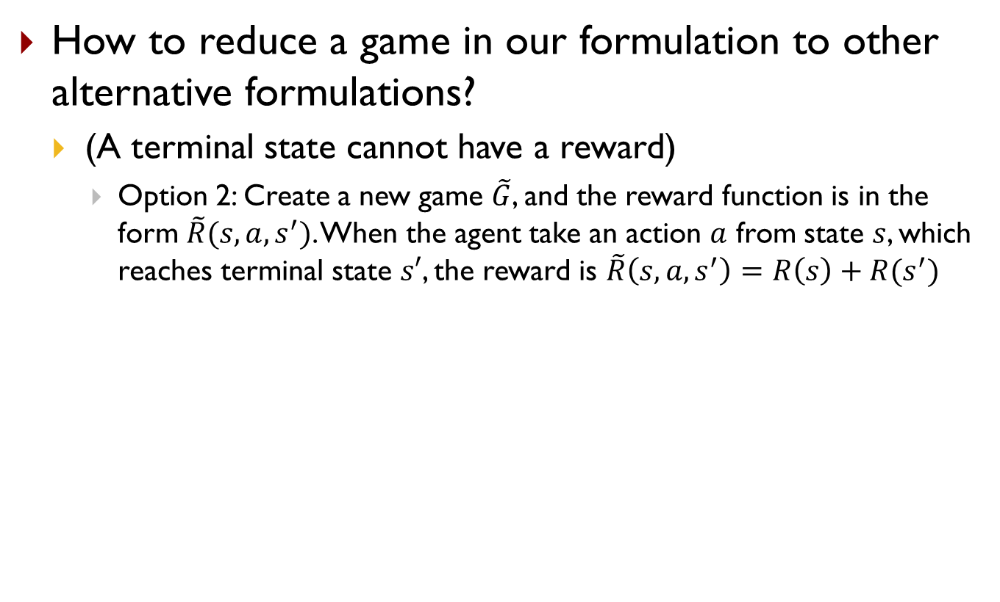 How to reduce a game in our formulation to other
alternative formulations?
(A terminal state cannot have a reward)
Option 2: Create a new game G̃, and the reward function is in the
form R̃(s, a, s′). When the agent take an action a from state s, which
reaches terminal state s′, the reward is R̃(s, a, s′) = R(s) + R(s′)